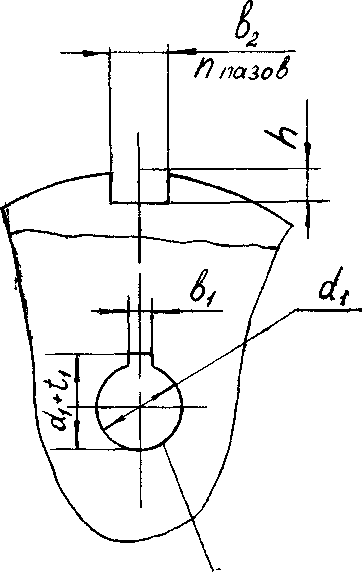 b₂
n пазов
h
b₁
d₁
d₁+t₁